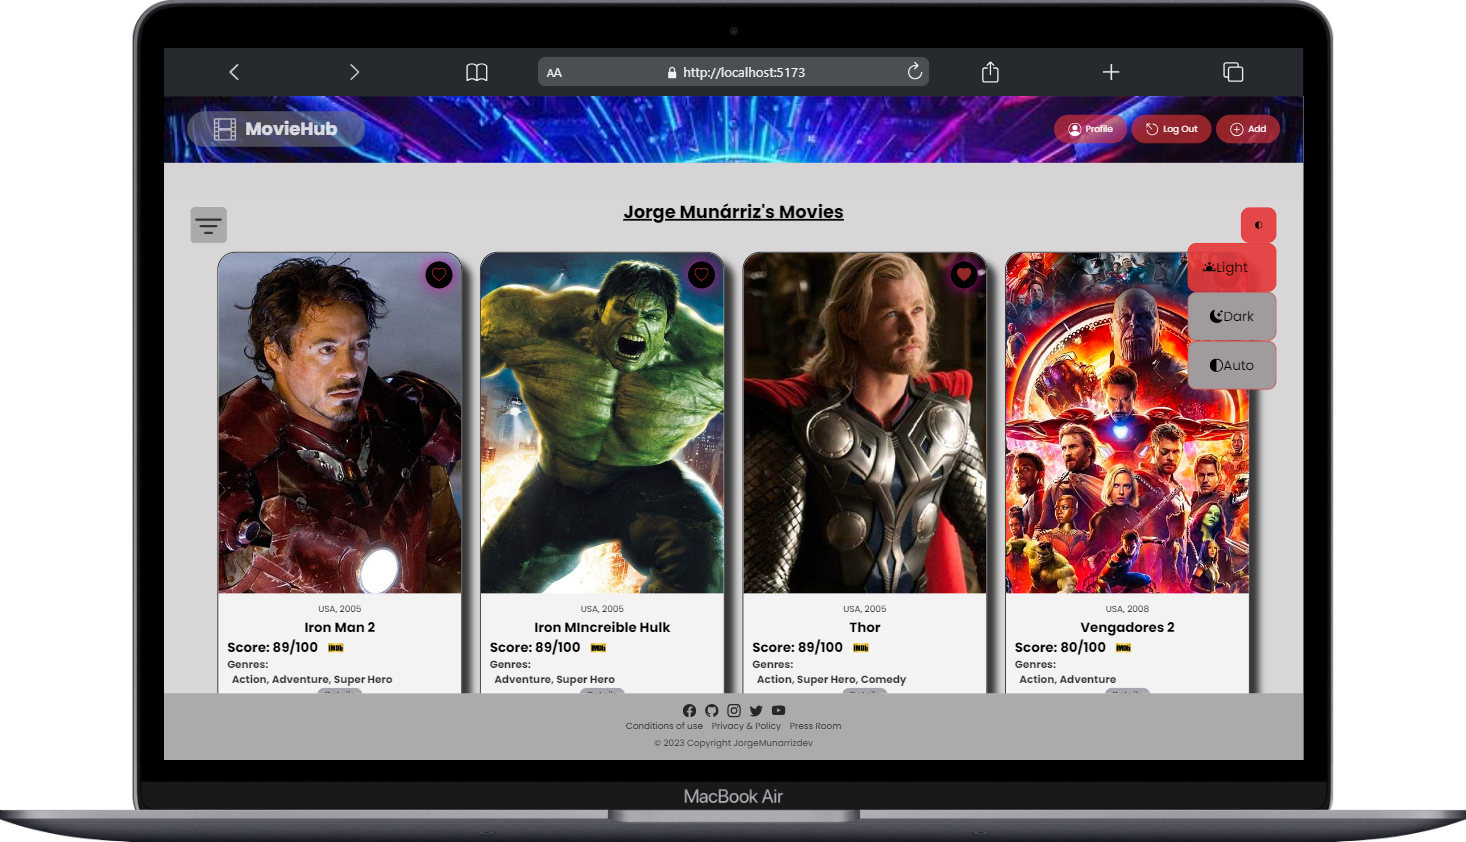 AA http://localhost:5173
MovieHub
Profile Log Out Add
Jorge Munárriz's Movies
Light
Dark
Auto
USA, 2005
Iron Man 2
Score: 89/100 IMDb
Genres:
Action, Adventure, Super Hero
USA, 2005
Iron MIncreible Hulk
Score: 89/100 IMDb
Genres:
Adventure, Super Hero
USA, 2005
Thor
Score: 89/100 IMDb
Genres:
Action, Super Hero, Comedy
USA, 2008
Vengadores 2
Score: 80/100 IMDb
Genres:
Action, Adventure
Conditions of use Privacy & Policy Press Room
© 2023 Copyright JorgeMunarrizdev
MacBook Air